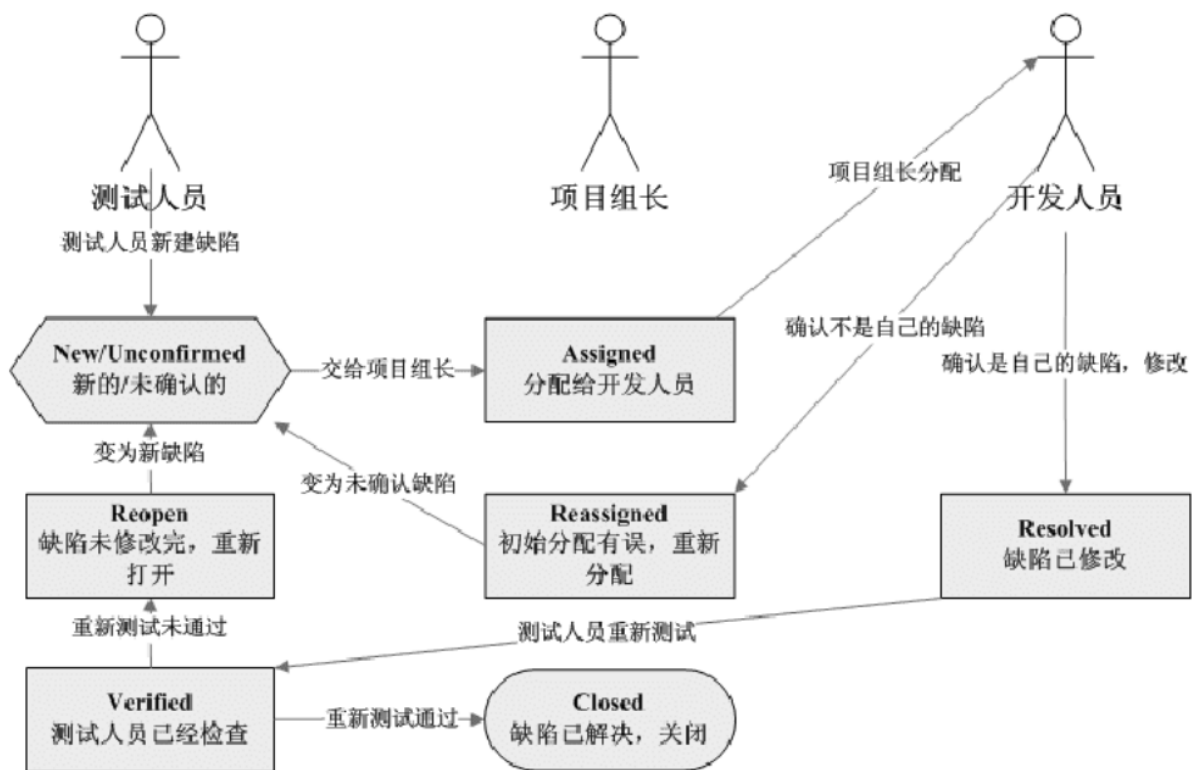 测试人员
项目组长
开发人员
项目组长分配
测试人员新建缺陷
确认不是自己的缺陷
确认是自己的缺陷，修改
New/Unconfirmed
新的/未确认的
交给项目组长
Assigned
分配给开发人员
变为新缺陷
变为未确认缺陷
Reopen
缺陷未修改完，重新
打开
Reassigned
初始分配有误，重新
分配
Resolved
缺陷已修改
重新测试未通过
测试人员重新测试
Verified
测试人员已经检查
重新测试通过
Closed
缺陷已解决，关闭